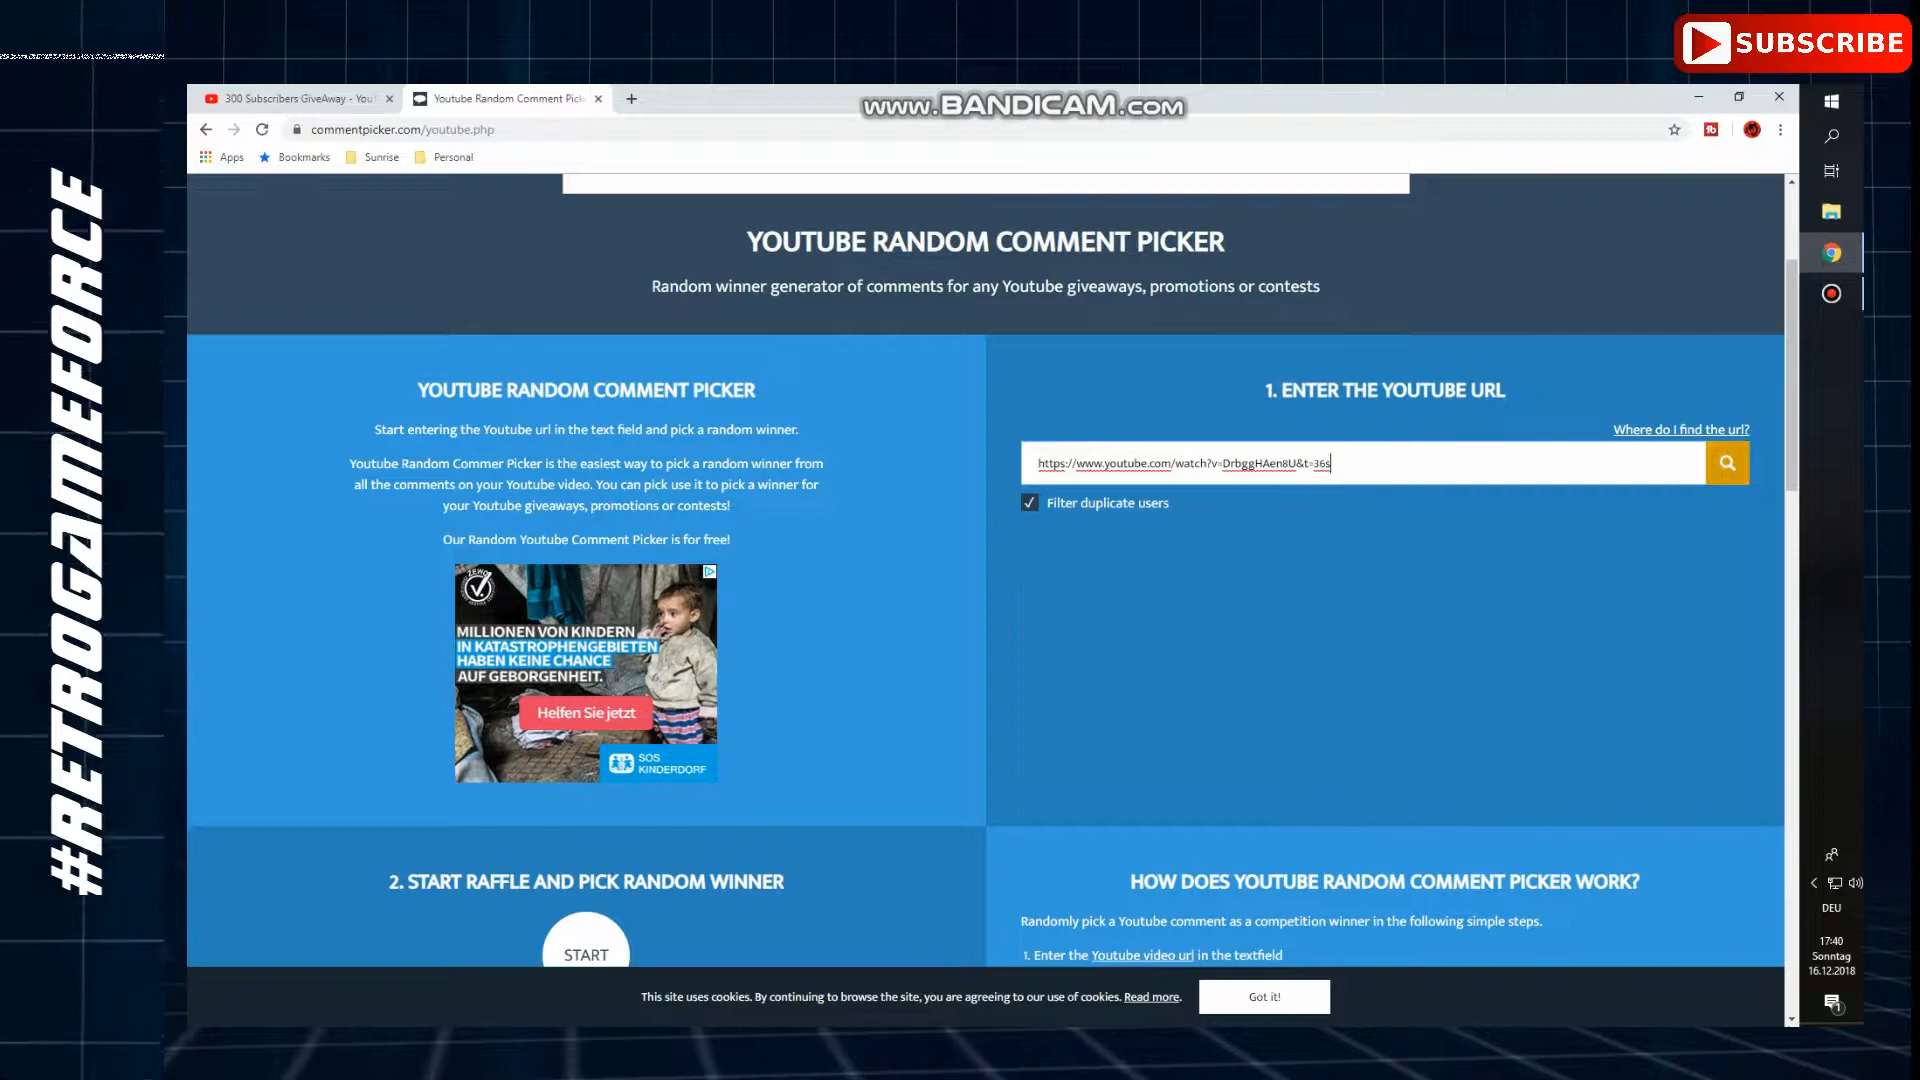 SUBSCRIBE
#RETROGAMEFORCE
300 Subscribers GiveAway - You
Youtube Random Comment Pick
www.BANDICAM.com
commentpicker.com/youtube.php
Apps
Bookmarks
Sunrise
Personal
YOUTUBE RANDOM COMMENT PICKER
Random winner generator of comments for any Youtube giveaways, promotions or contests
YOUTUBE RANDOM COMMENT PICKER
Start entering the Youtube url in the text field and pick a random winner.
Youtube Random Commer Picker is the easiest way to pick a random winner from
all the comments on your Youtube video. You can pick use it to pick a winner for
your Youtube giveaways, promotions or contests!
Our Random Youtube Comment Picker is for free!
ZEWO
MILLIONEN VON KINDERN
IN KATASTROPHENGEBIETEN
HABEN KEINE CHANCE
AUF GEBORGENHEIT.
Helfen Sie jetzt
SOS
KINDERDORF
1. ENTER THE YOUTUBE URL
Where do I find the url?
https://www.youtube.com/watch?v=DrbggHAen8U&t=36s
Filter duplicate users
2. START RAFFLE AND PICK RANDOM WINNER
START
HOW DOES YOUTUBE RANDOM COMMENT PICKER WORK?
Randomly pick a Youtube comment as a competition winner in the following simple steps.
1. Enter the Youtube video url in the textfield
This site uses cookies. By continuing to browse the site, you are agreeing to our use of cookies. Read more.
Got it!
DEU
17:40
Sonntag
16.12.2018
1